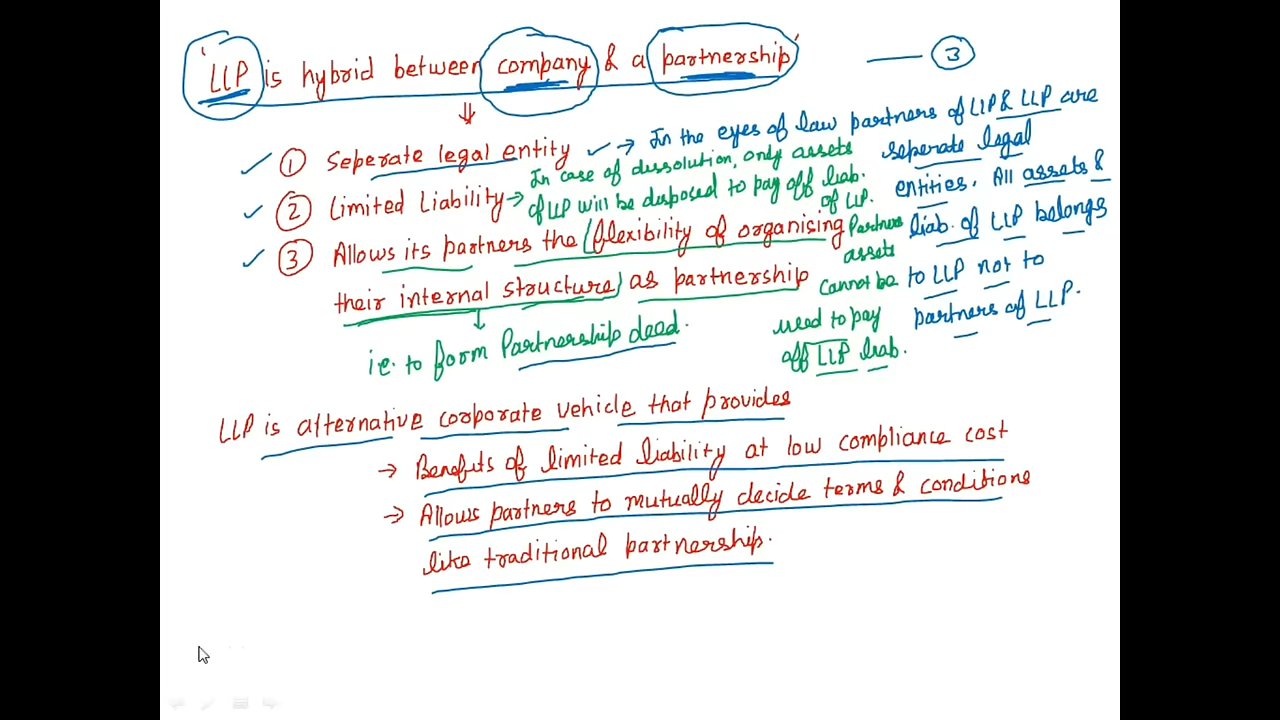 'LLP is hybrid between company & a partnership' — 3
① Seperate legal entity → In the eyes of law partners of LLP & LLP are
seperate legal
entities. All assets &
liab. of LLP belongs
to LLP not to
partners of LLP.
② Limited Liability → In case of dissolution, only assets
of LLP will be disposed to pay off liab.
of LLP.
Partners
assets
cannot be
used to pay
off LLP liab.
③ Allows its partners the (flexibility of organising
their internal structure) as partnership
i.e. to form Partnership deed.
LLP is alternative corporate vehicle that provides
→ Benefits of limited liability at low compliance cost
→ Allows partners to mutually decide terms & conditions
like traditional partnership.